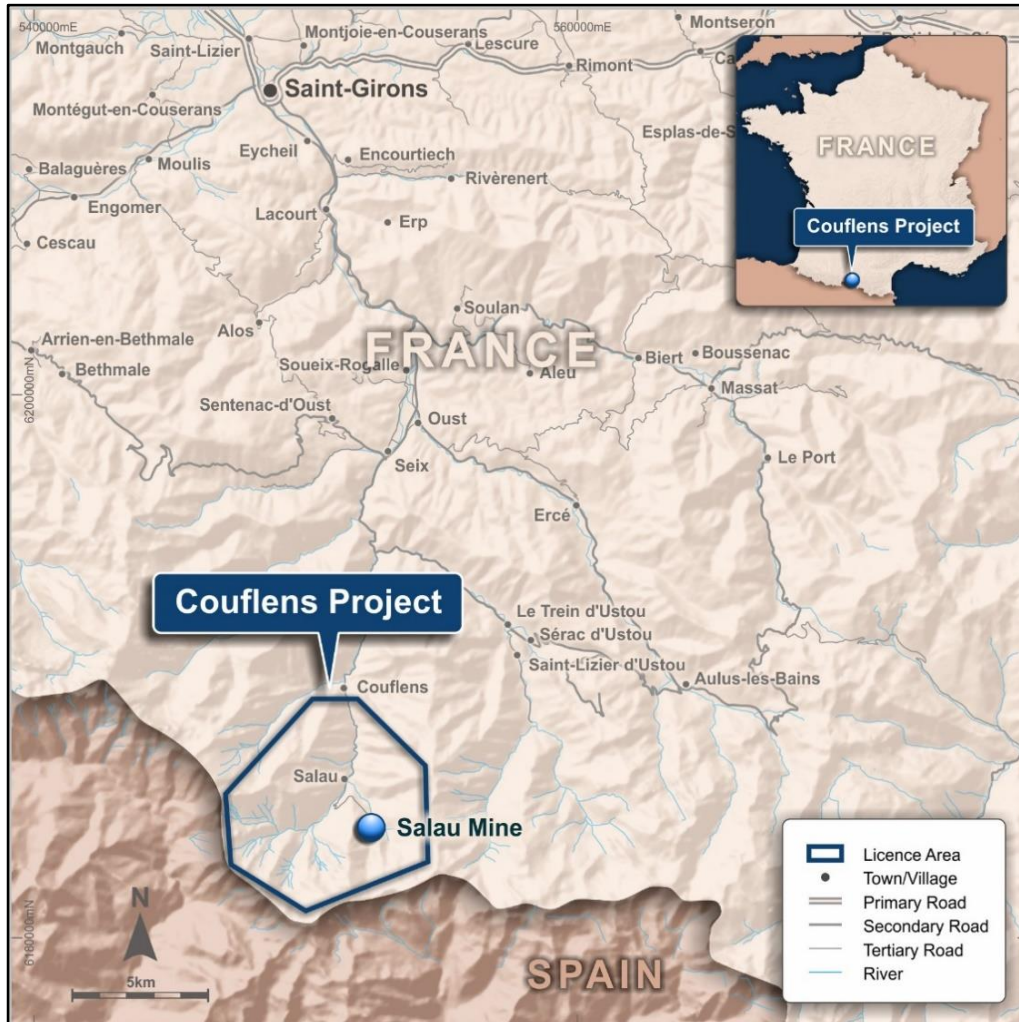 540000mE
560000mE
Montseron
Montgauch
Saint-Lizier
Montjoie-en-Couserans
Lescure
Rimont
Saint-Girons
Montégut-en-Couserans
Esplas-de-S
Eycheil
Encourtiech
Balaguères
Moulis
Rivèrenert
Engomer
Lacourt
Erp
Cescau
FRANCE
Couflens Project
Soulan
Alos
FRANCE
Arrien-en-Bethmale
Biert
Boussenac
Bethmale
Soueix-Rogalle
Aleu
Massat
6200000mN
Sentenac-d'Oust
Oust
Seix
Le Port
Ercé
Couflens Project
Le Trein d'Ustou
Sérac d'Ustou
Saint-Lizier d'Ustou
Aulus-les-Bains
Couflens
Salau
Salau Mine
6180000mN
N
5km
SPAIN
Licence Area
Town/Village
Primary Road
Secondary Road
Tertiary Road
River